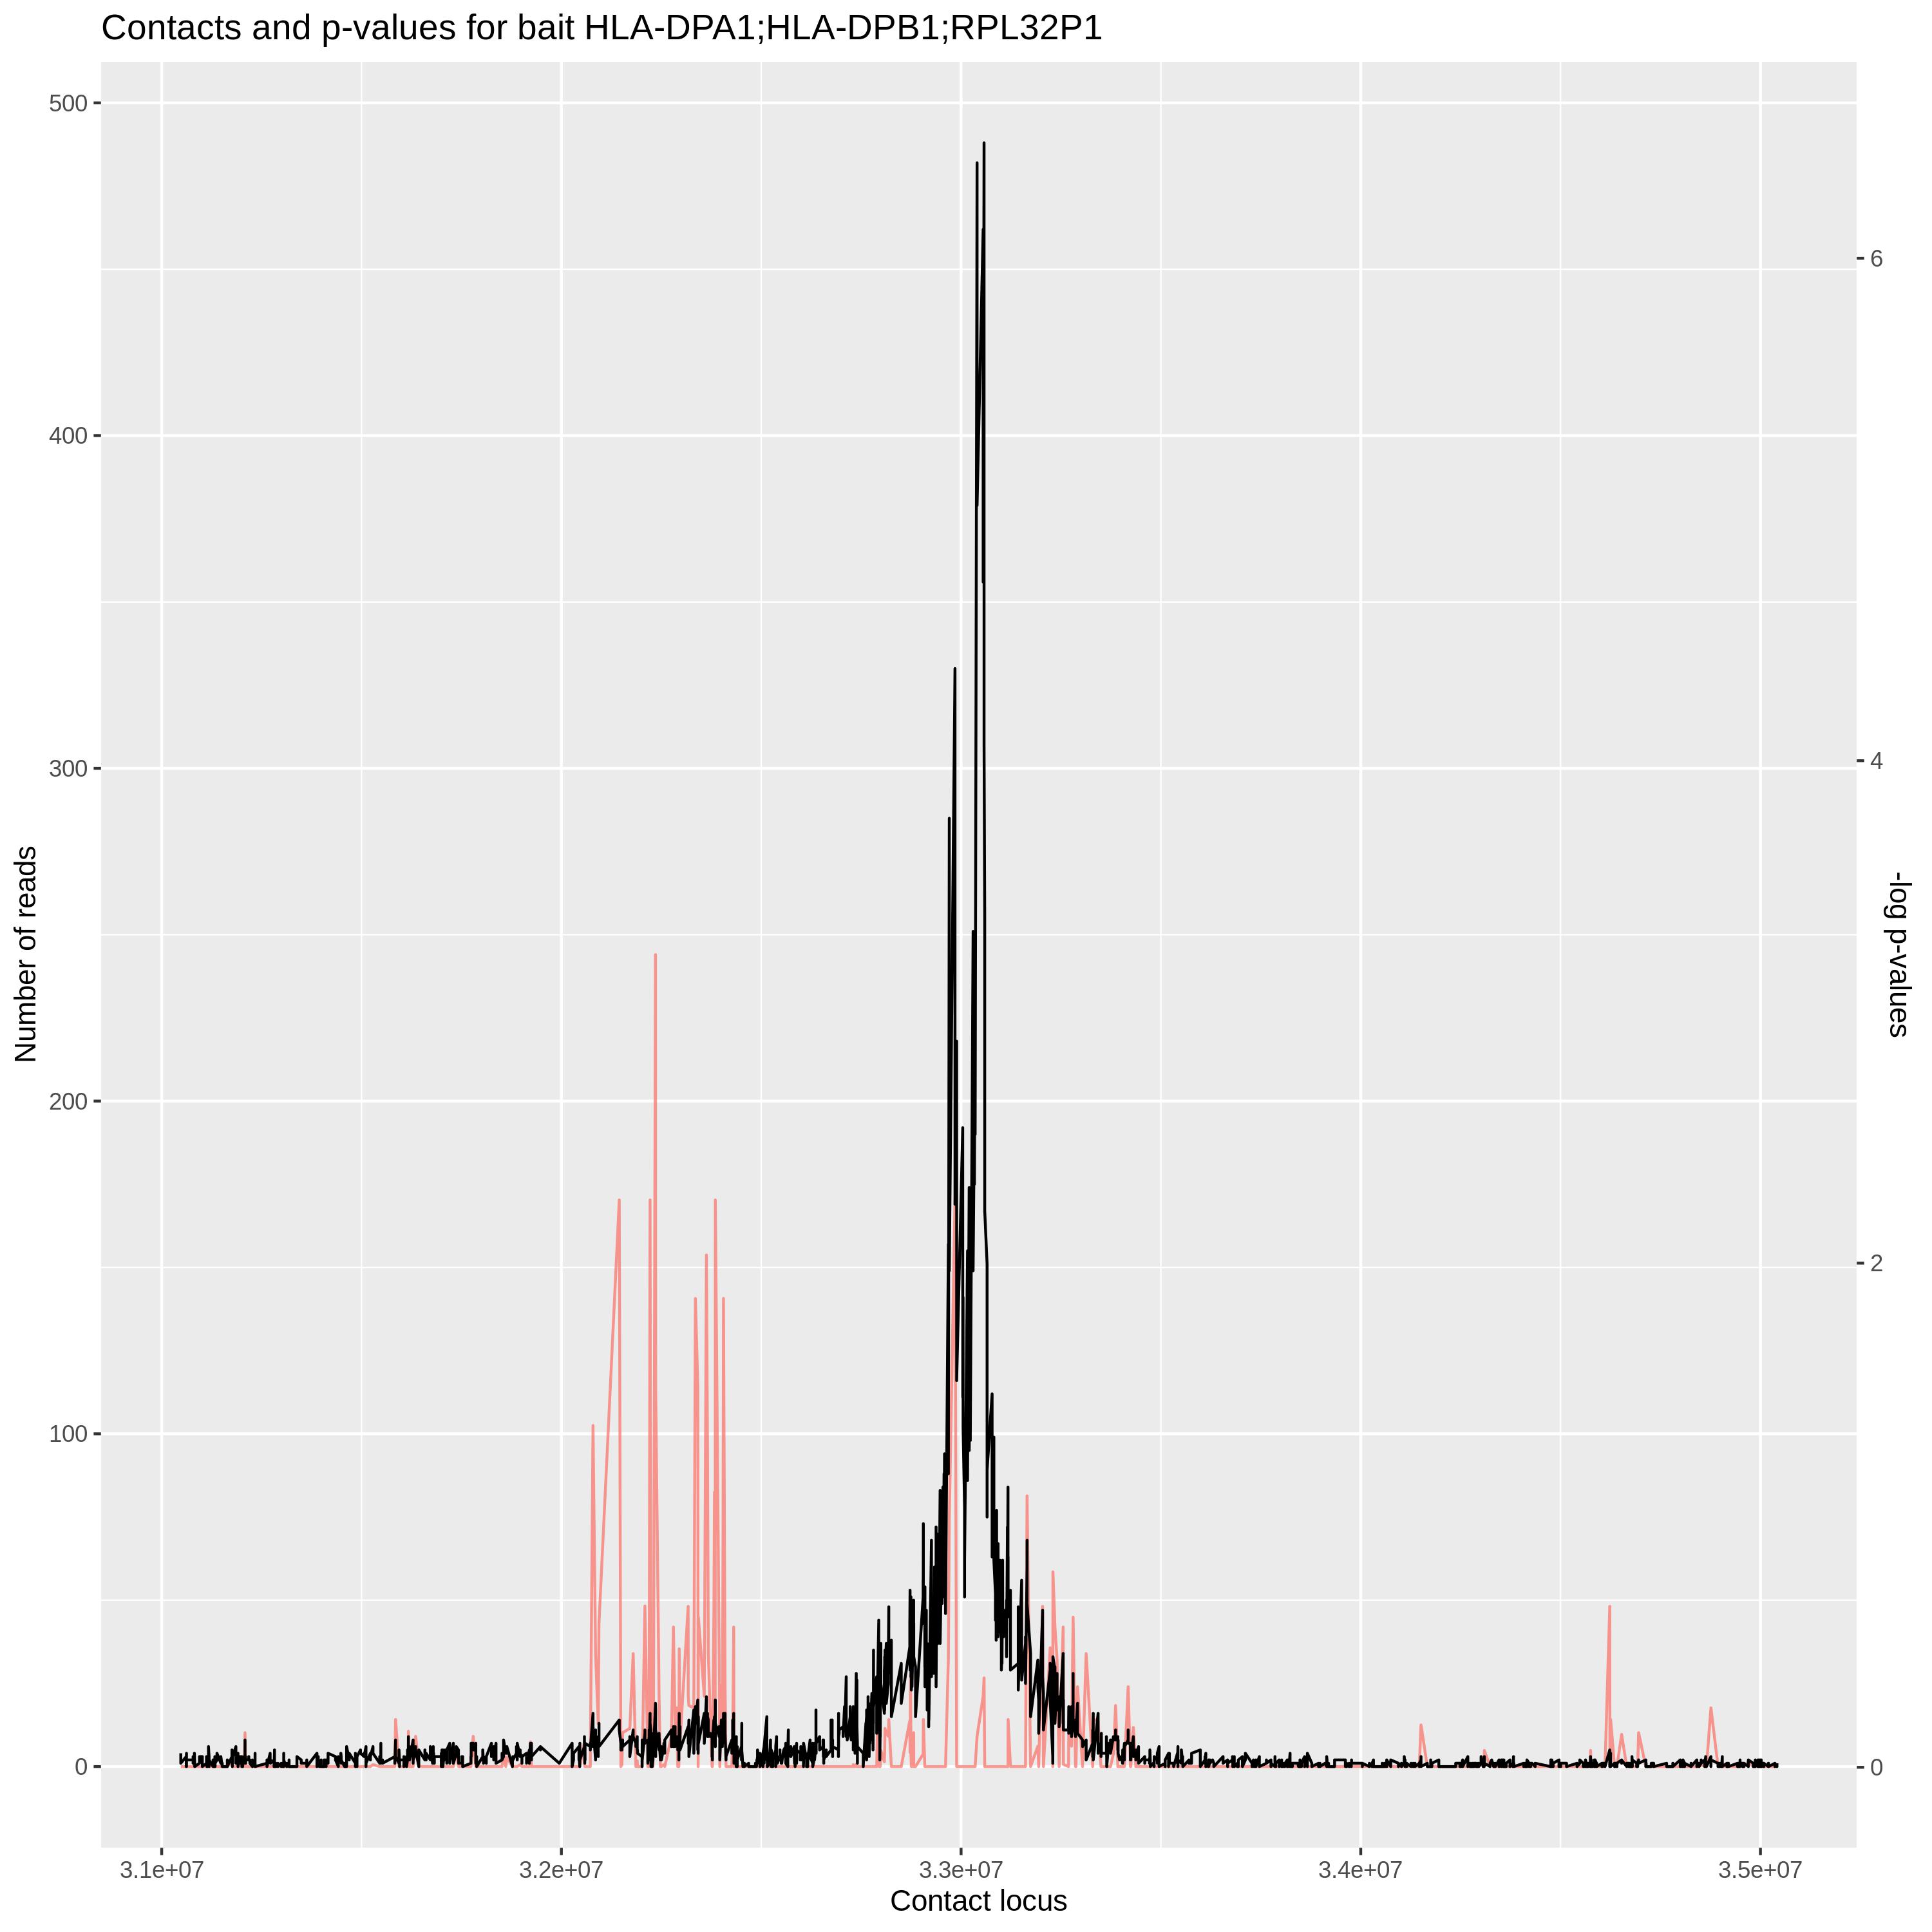 Contacts and p-values for bait HLA-DPA1;HLA-DPB1;RPL32P1
500
400
300
200
100
0
Number of reads
6
4
2
0
-log p-values
3.1e+07 3.2e+07 3.3e+07 3.4e+07 3.5e+07
Contact locus